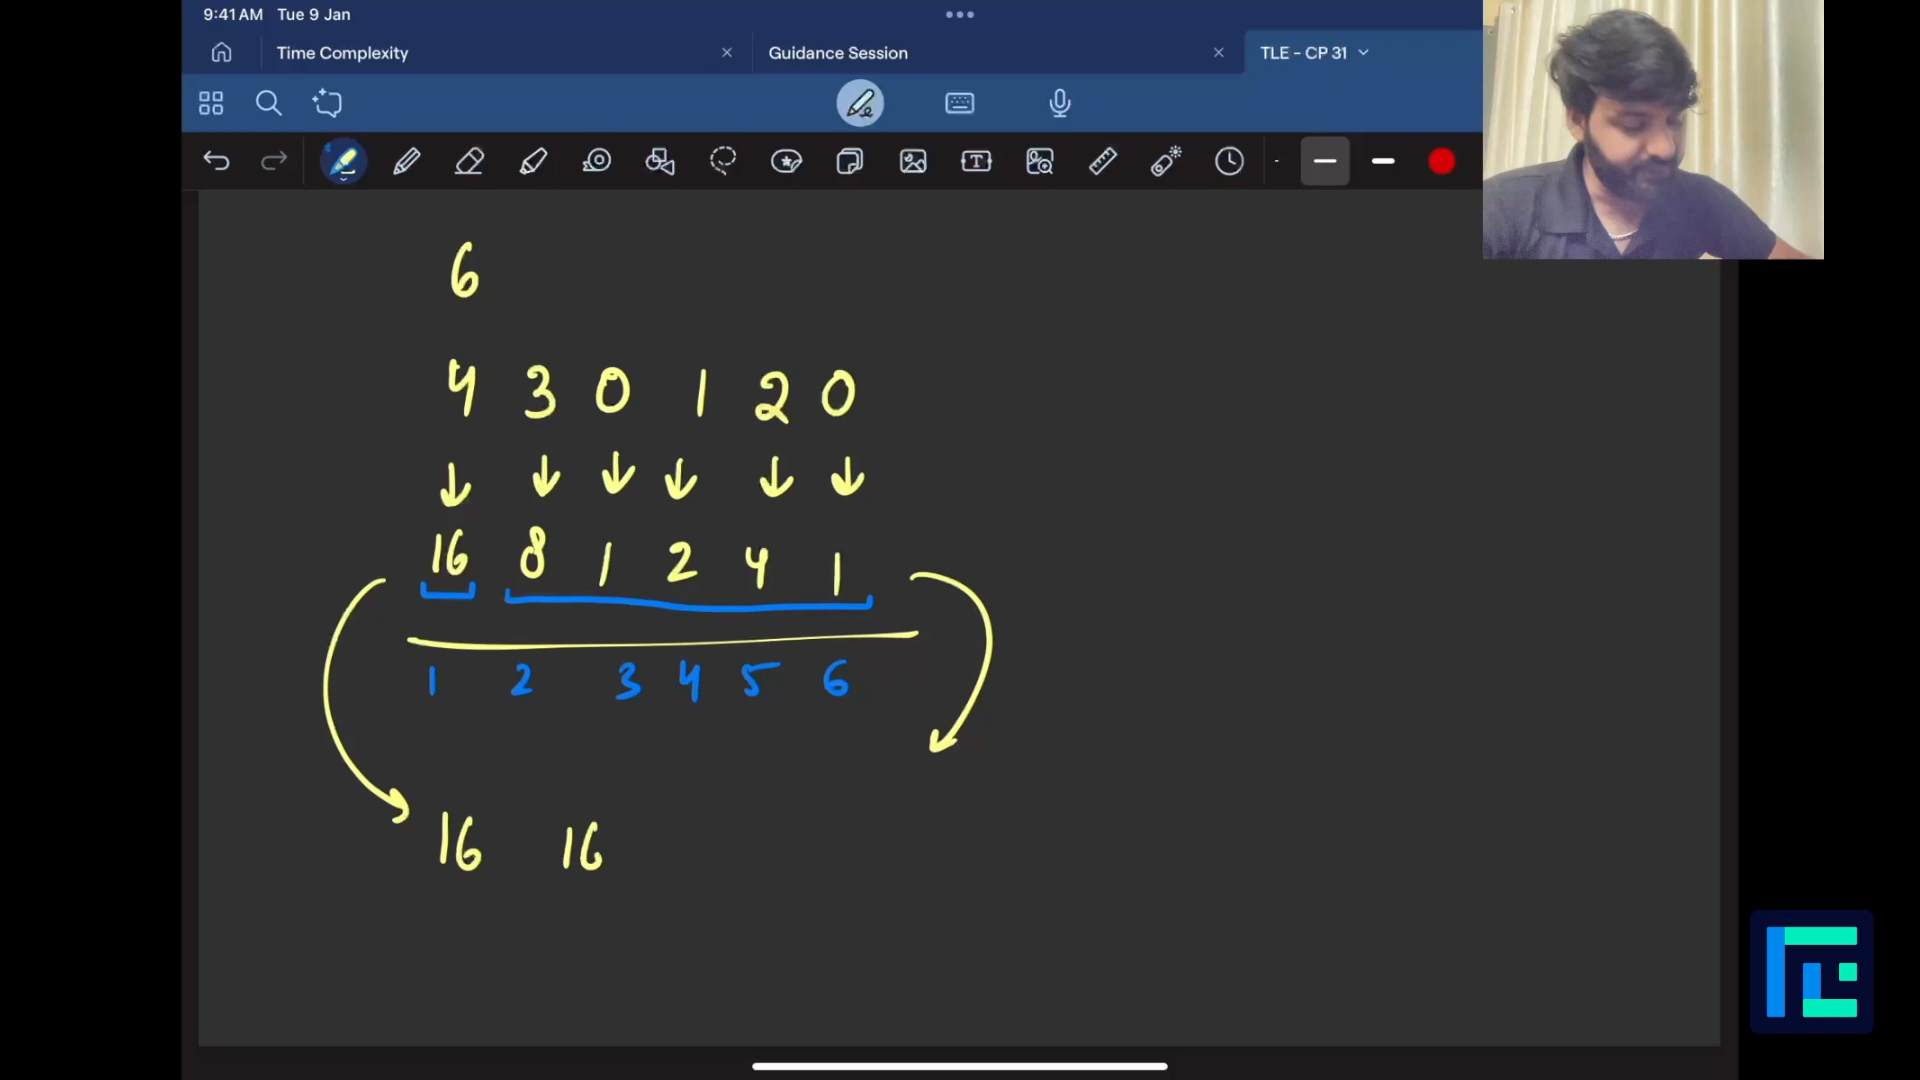 9:41 AM Tue 9 Jan
Time Complexity Guidance Session TLE - CP 31
6
4 3 0 1 2 0
↓ ↓ ↓ ↓ ↓ ↓
16 8 1 2 4 1
1 2 3 4 5 6
16 16